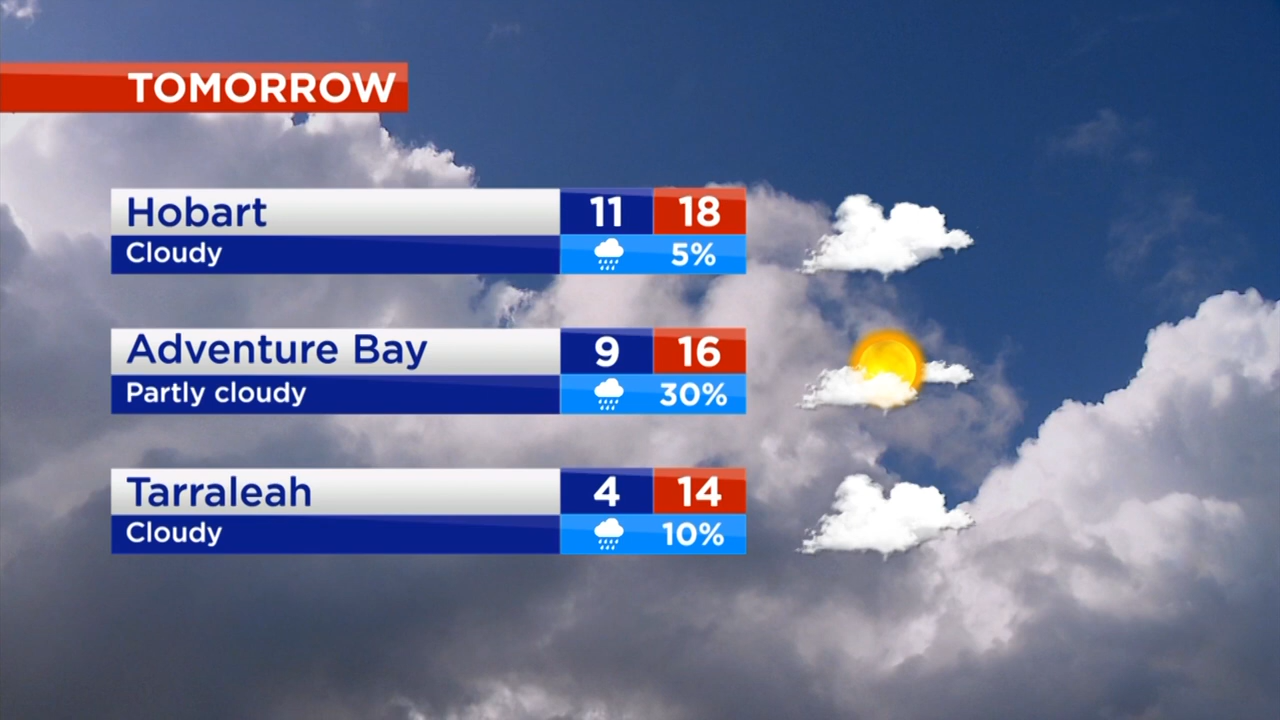 TOMORROW
Hobart 11 18
Cloudy 5%
Adventure Bay 9 16
Partly cloudy 30%
Tarraleah 4 14
Cloudy 10%